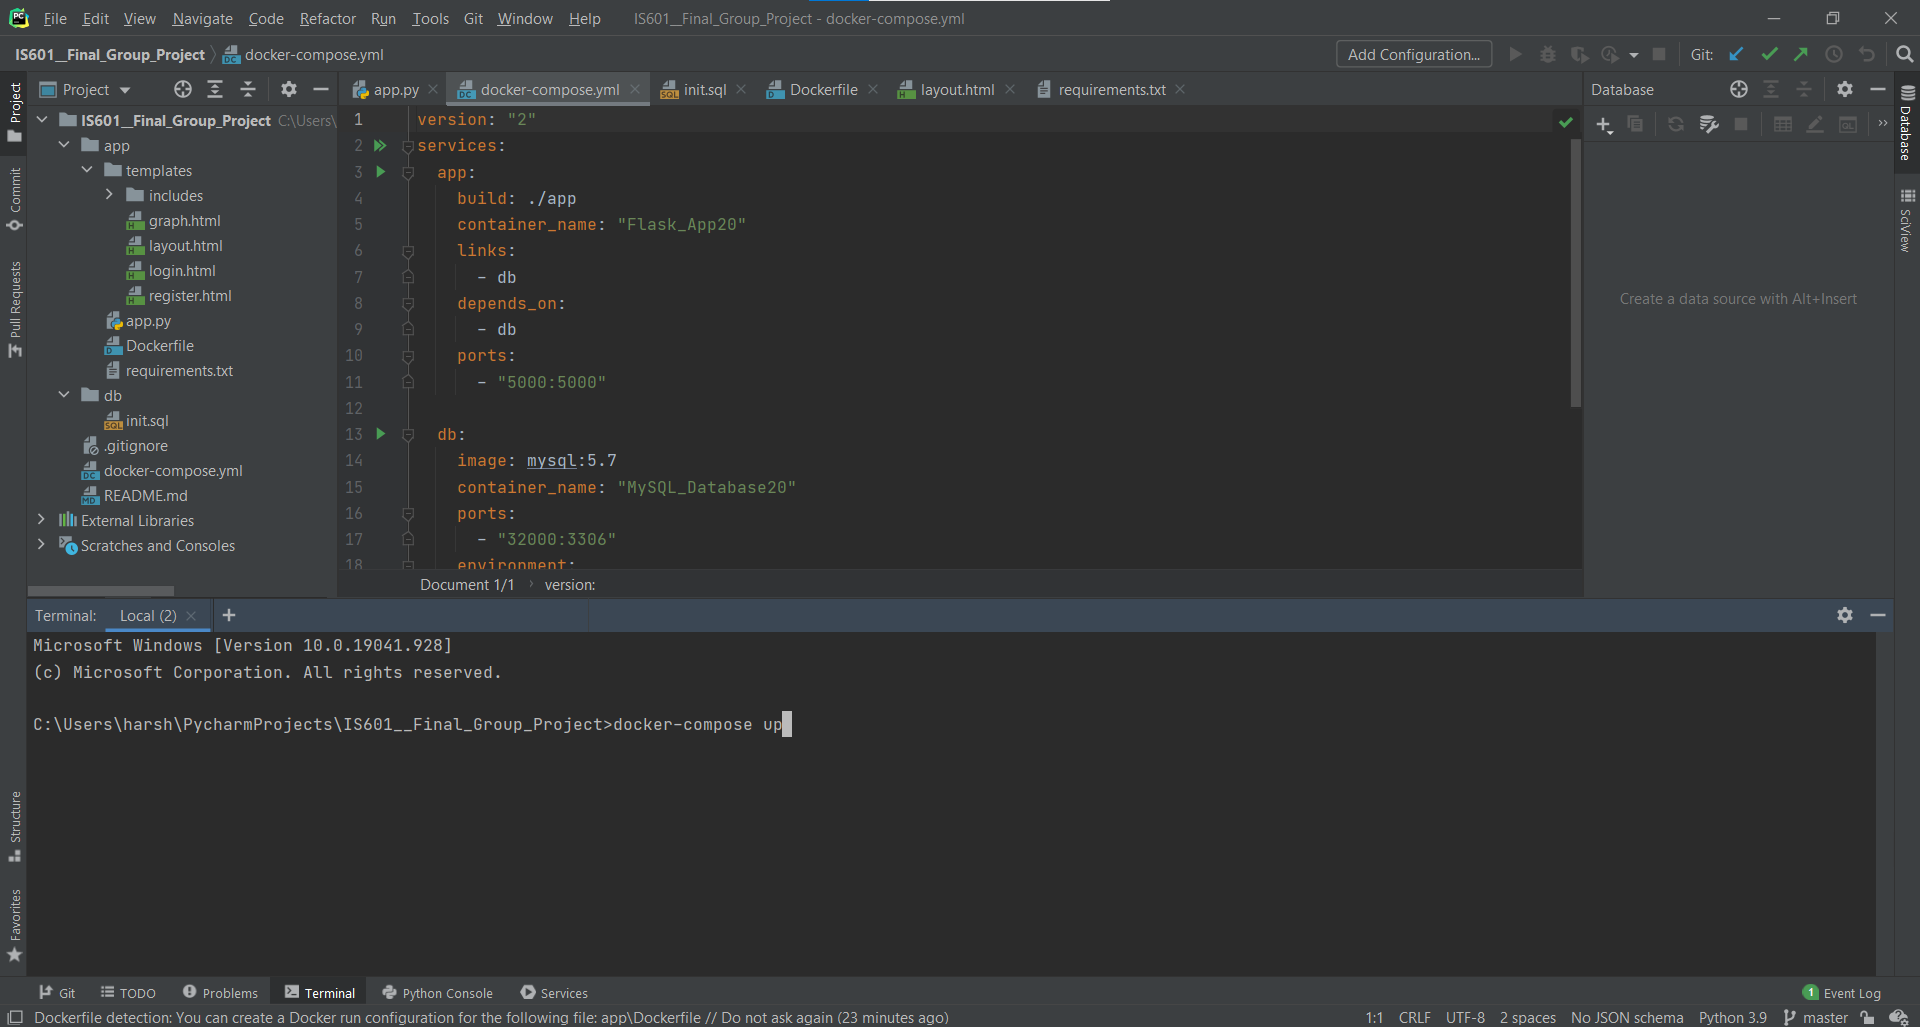 File Edit View Navigate Code Refactor Run Tools Git Window Help IS601__Final_Group_Project - docker-compose.yml
IS601__Final_Group_Project docker-compose.yml Add Configuration... Git:
Project
Commit
Pull Requests
Structure
Favorites
Project
IS601__Final_Group_Project C:\Users\
app
templates
includes
graph.html
layout.html
login.html
register.html
app.py
Dockerfile
requirements.txt
db
init.sql
.gitignore
docker-compose.yml
README.md
External Libraries
Scratches and Consoles
app.py docker-compose.yml init.sql Dockerfile layout.html requirements.txt
1 version: "2"
2 services:
3 app:
4 build: ./app
5 container_name: "Flask_App20"
6 links:
7 - db
8 depends_on:
9 - db
10 ports:
11 - "5000:5000"
12
13 db:
14 image: mysql:5.7
15 container_name: "MySQL_Database20"
16 ports:
17 - "32000:3306"
18 environment:
Document 1/1 version:
Database
Create a data source with Alt+Insert
Database
SciView
Terminal: Local (2)
Microsoft Windows [Version 10.0.19041.928]
(c) Microsoft Corporation. All rights reserved.
C:\Users\harsh\PycharmProjects\IS601__Final_Group_Project>docker-compose up
Git TODO Problems Terminal Python Console Services 1 Event Log
Dockerfile detection: You can create a Docker run configuration for the following file: app\Dockerfile // Do not ask again (23 minutes ago) 1:1 CRLF UTF-8 2 spaces No JSON schema Python 3.9 master